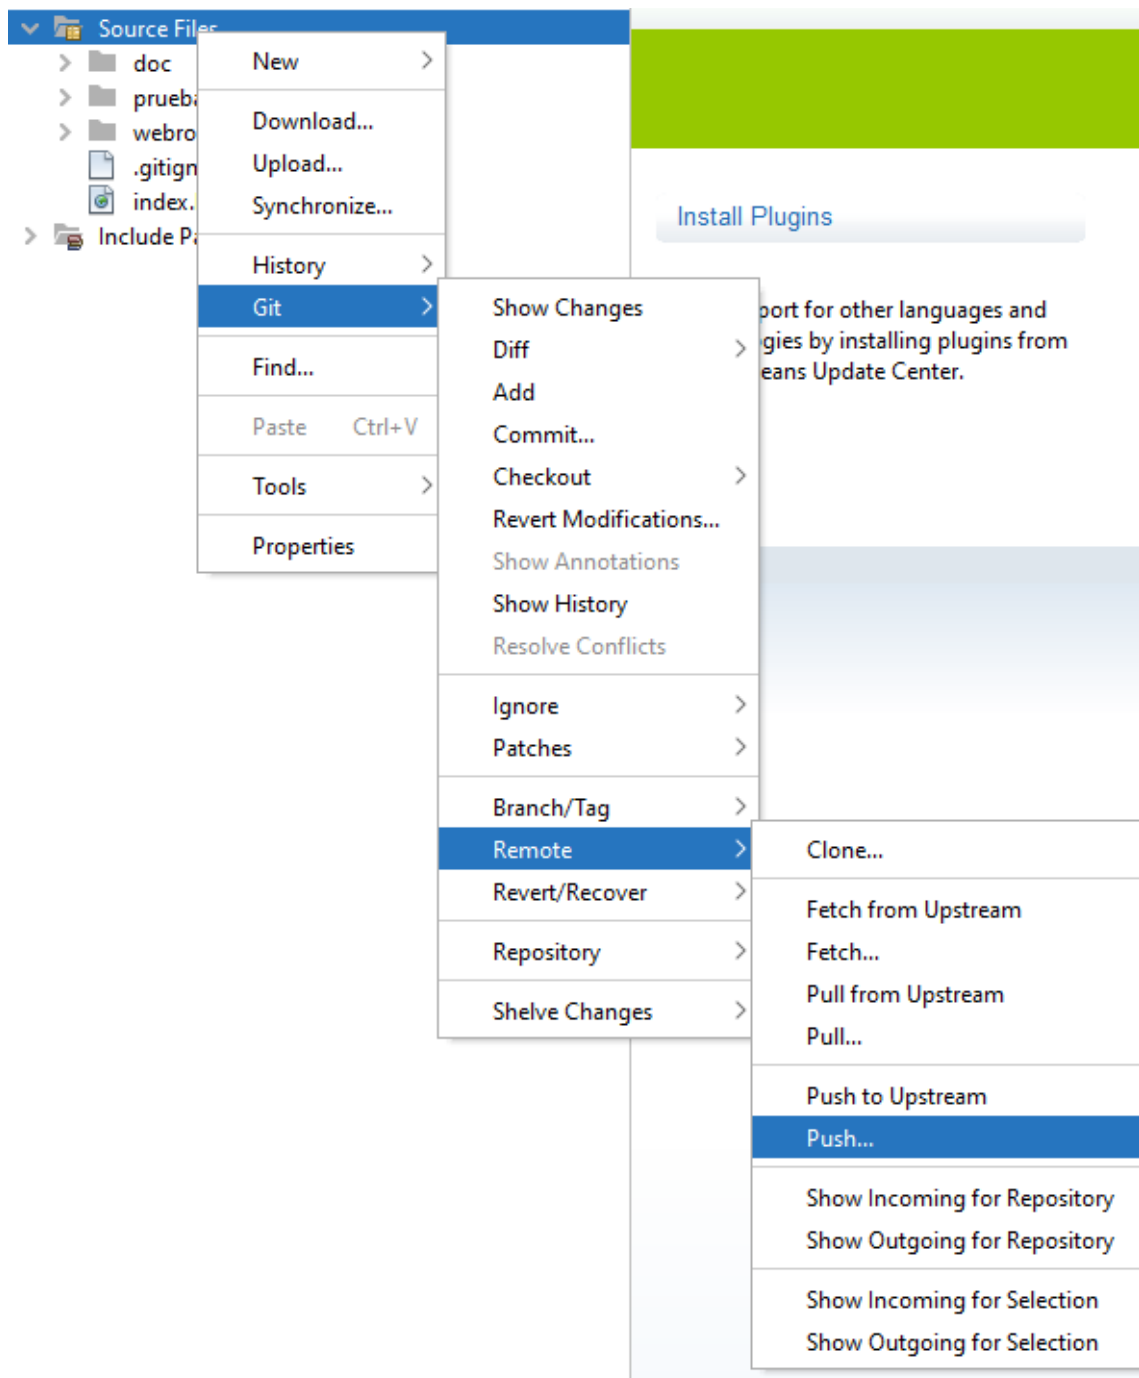 Source Files
doc
webro
.gitign
index.
Include
New
Download...
Upload...
Synchronize...
History
Git
Find...
Paste Ctrl+V
Tools
Properties
Show Changes
Diff
Add
Commit...
Checkout
Revert Modifications...
Show Annotations
Show History
Resolve Conflicts
Ignore
Patches
Branch/Tag
Remote
Revert/Recover
Repository
Shelve Changes
Clone...
Fetch from Upstream
Fetch...
Pull from Upstream
Pull...
Push to Upstream
Push...
Show Incoming for Repository
Show Outgoing for Repository
Show Incoming for Selection
Show Outgoing for Selection
Install Plugins
port for other languages and
gies by installing plugins from
eans Update Center.